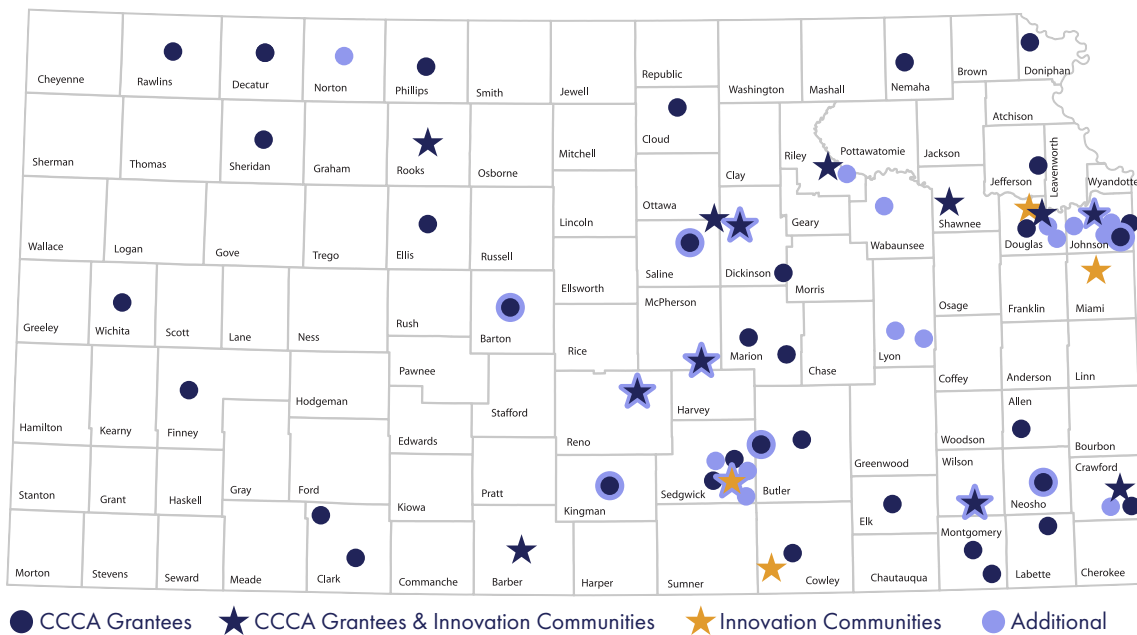 Cheyenne
Rawlins
Decatur
Norton
Phillips
Smith
Jewell
Republic
Washington
Mashall
Nemaha
Brown
Doniphan
Cloud
Atchison
Sherman
Thomas
Sheridan
Graham
Rooks
Osborne
Mitchell
Clay
Riley
Pottawatomie
Jackson
Jefferson
Leavenworth
Wyandotte
Ottawa
Lincoln
Wallace
Logan
Gove
Trego
Ellis
Russell
Saline
Dickinson
Geary
Wabaunsee
Shawnee
Douglas
Johnson
Ellsworth
McPherson
Morris
Osage
Franklin
Miami
Greeley
Wichita
Scott
Lane
Ness
Rush
Barton
Rice
Marion
Chase
Lyon
Pawnee
Coffey
Anderson
Linn
Hodgeman
Stafford
Harvey
Allen
Hamilton
Kearny
Finney
Edwards
Reno
Woodson
Bourbon
Greenwood
Wilson
Crawford
Stanton
Grant
Haskell
Gray
Ford
Kiowa
Pratt
Kingman
Sedgwick
Butler
Elk
Neosho
Montgomery
Morton
Stevens
Seward
Meade
Clark
Commanche
Barber
Harper
Sumner
Cowley
Chautauqua
Labette
Cherokee
CCCA Grantees
CCCA Grantees & Innovation Communities
Innovation Communities
Additional